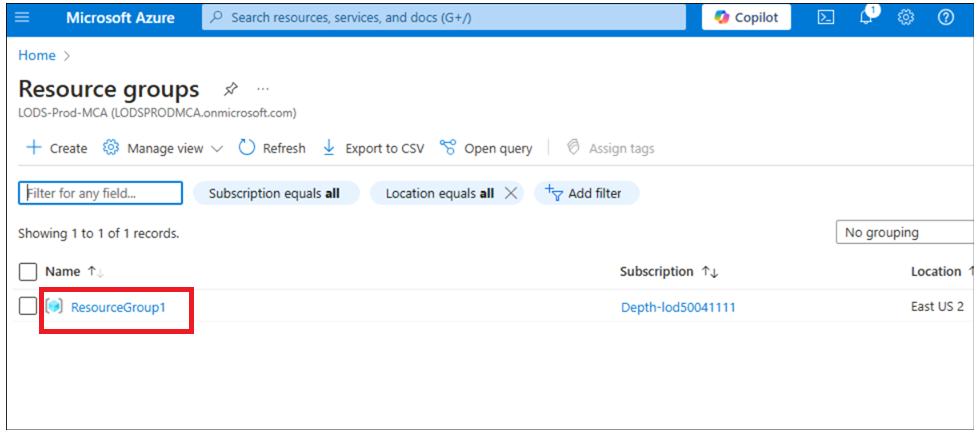 Microsoft Azure Search resources, services, and docs (G+/) Copilot 1
Home >
Resource groups ...
LODS-Prod-MCA (LODSPRODMCA.onmicrosoft.com)
+ Create Manage view Refresh Export to CSV Open query Assign tags
Filter for any field... Subscription equals all Location equals all Add filter
Showing 1 to 1 of 1 records. No grouping
Name ↑↓ Subscription ↑↓ Location ↑
ResourceGroup1 Depth-lod50041111 East US 2